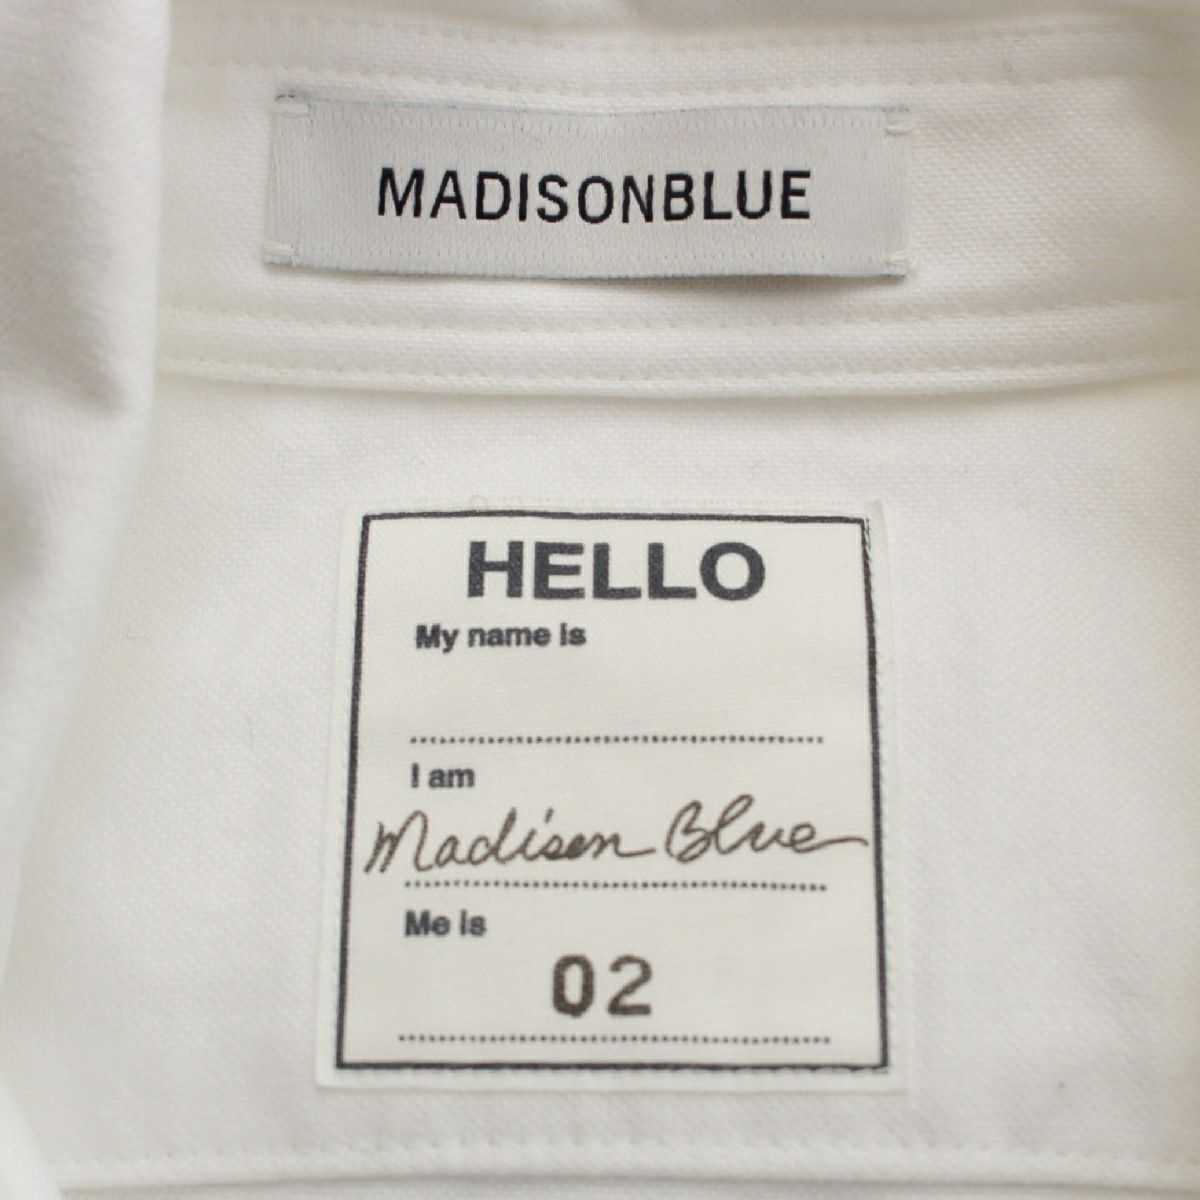 MADISONBLUE
HELLO
My name is
I am
Madison Blue
Me is
02